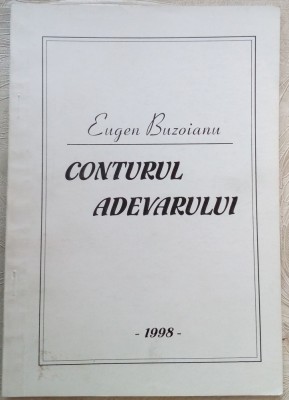 Eugen Buzoianu
CONTURUL
ADEVARULUI
- 1998 -